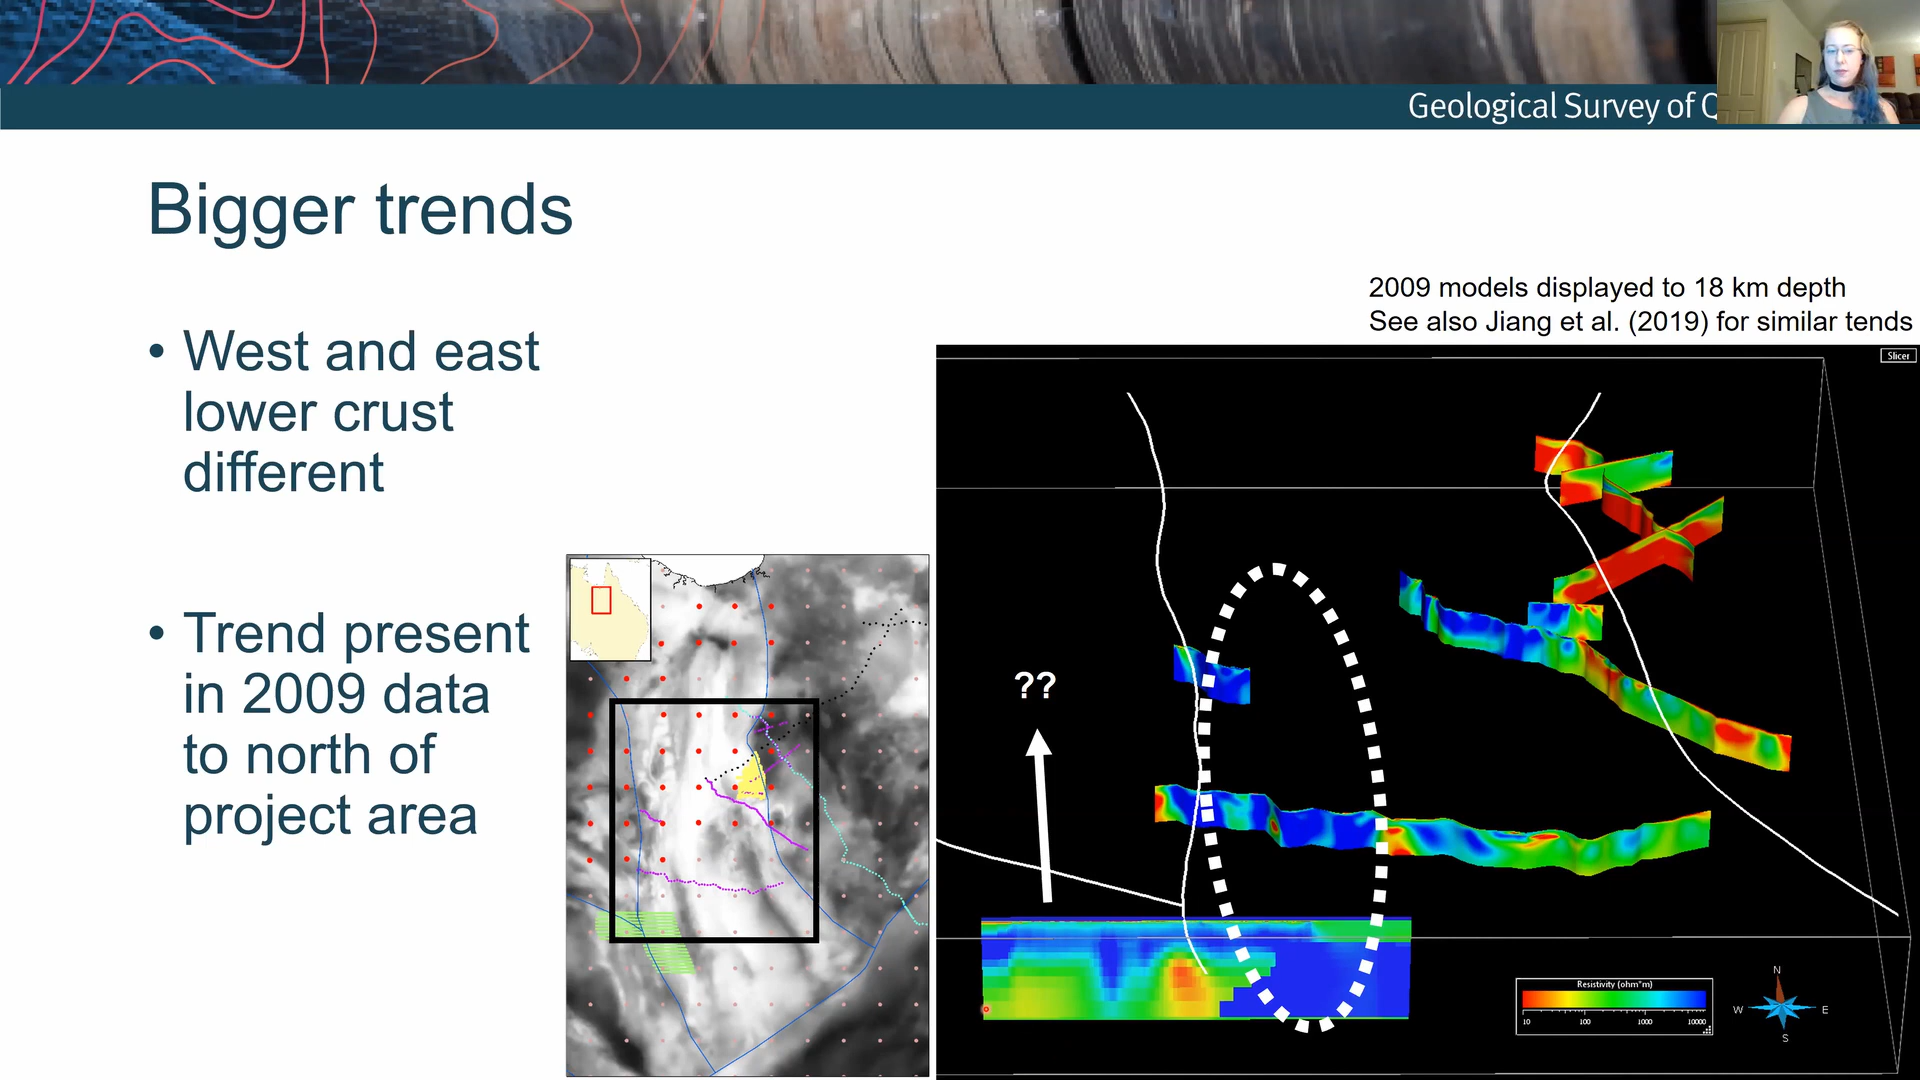 Geological Survey of Q
Bigger trends
2009 models displayed to 18 km depth
See also Jiang et al. (2019) for similar tends
• West and east
lower crust
different
• Trend present
in 2009 data
to north of
project area
Slicer
??
Resistivity (ohm*m)
10 100 1000 10000
N
W E
S